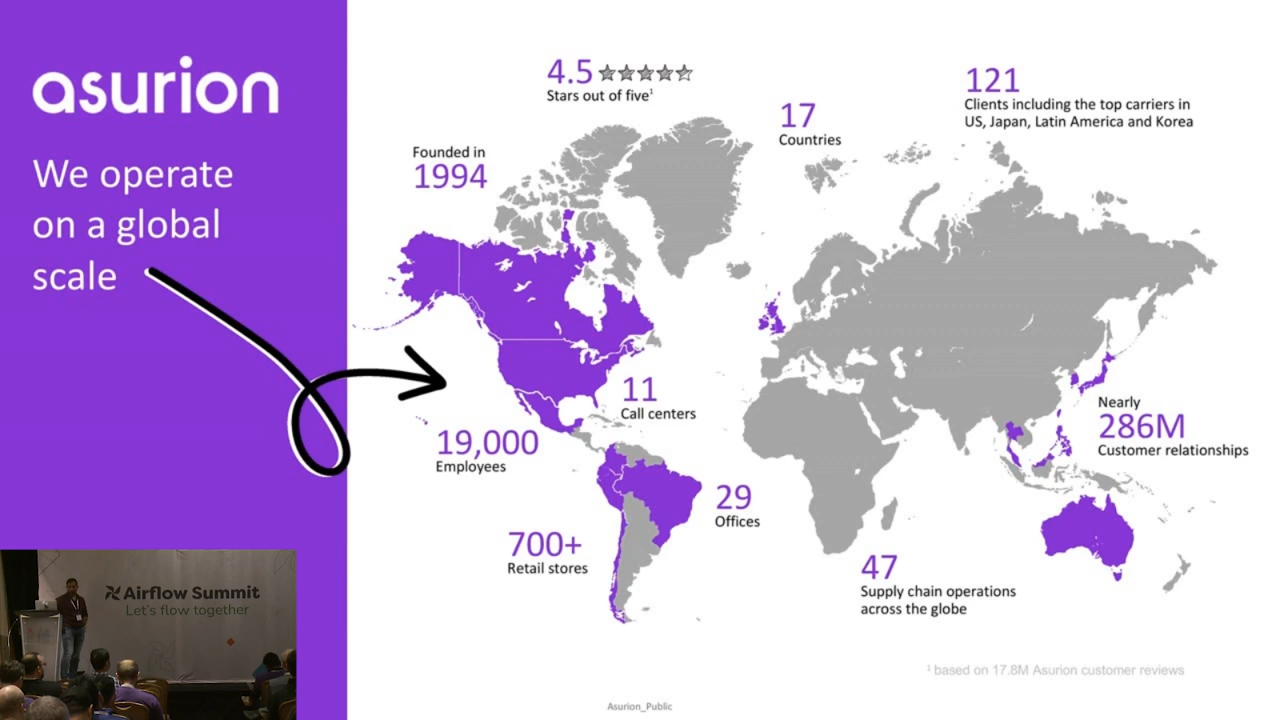 asurion
We operate
on a global
scale
4.5
Stars out of five¹
Founded in
1994
17
Countries
121
Clients including the top carriers in
US, Japan, Latin America and Korea
11
Call centers
19,000
Employees
Nearly
286M
Customer relationships
29
Offices
700+
Retail stores
47
Supply chain operations
across the globe
¹ based on 17.8M Asurion customer reviews
Asurion_Public
Airflow Summit
Let's flow together